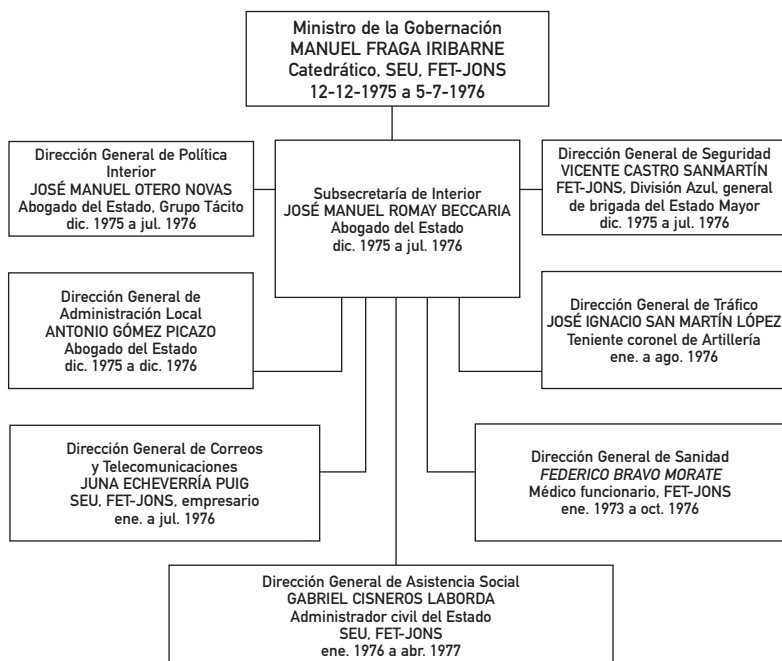 Ministro de la Gobernación
MANUEL FRAGA IRIBARNE
Catedrático, SEU, FET-JONS
12-12-1975 a 5-7-1976
Dirección General de Política
Interior
JOSÉ MANUEL OTERO NOVAS
Abogado del Estado, Grupo Tácito
dic. 1975 a jul. 1976
Subsecretaría de Interior
JOSÉ MANUEL ROMAY BECCARIA
Abogado del Estado
dic. 1975 a jul. 1976
Dirección General de Seguridad
VICENTE CASTRO SANMARTÍN
FET-JONS, División Azul, general
de brigada del Estado Mayor
dic. 1975 a jul. 1976
Dirección General de
Administración Local
ANTONIO GÓMEZ PICAZO
Abogado del Estado
dic. 1975 a dic. 1976
Dirección General de Tráfico
JOSÉ IGNACIO SAN MARTÍN LÓPEZ
Teniente coronel de Artillería
ene. a ago. 1976
Dirección General de Correos
y Telecomunicaciones
JUNA ECHEVERRÍA PUIG
SEU, FET-JONS, empresario
ene. a jul. 1976
Dirección General de Sanidad
FEDERICO BRAVO MORATE
Médico funcionario, FET-JONS
ene. 1973 a oct. 1976
Dirección General de Asistencia Social
GABRIEL CISNEROS LABORDA
Administrador civil del Estado
SEU, FET-JONS
ene. 1976 a abr. 1977